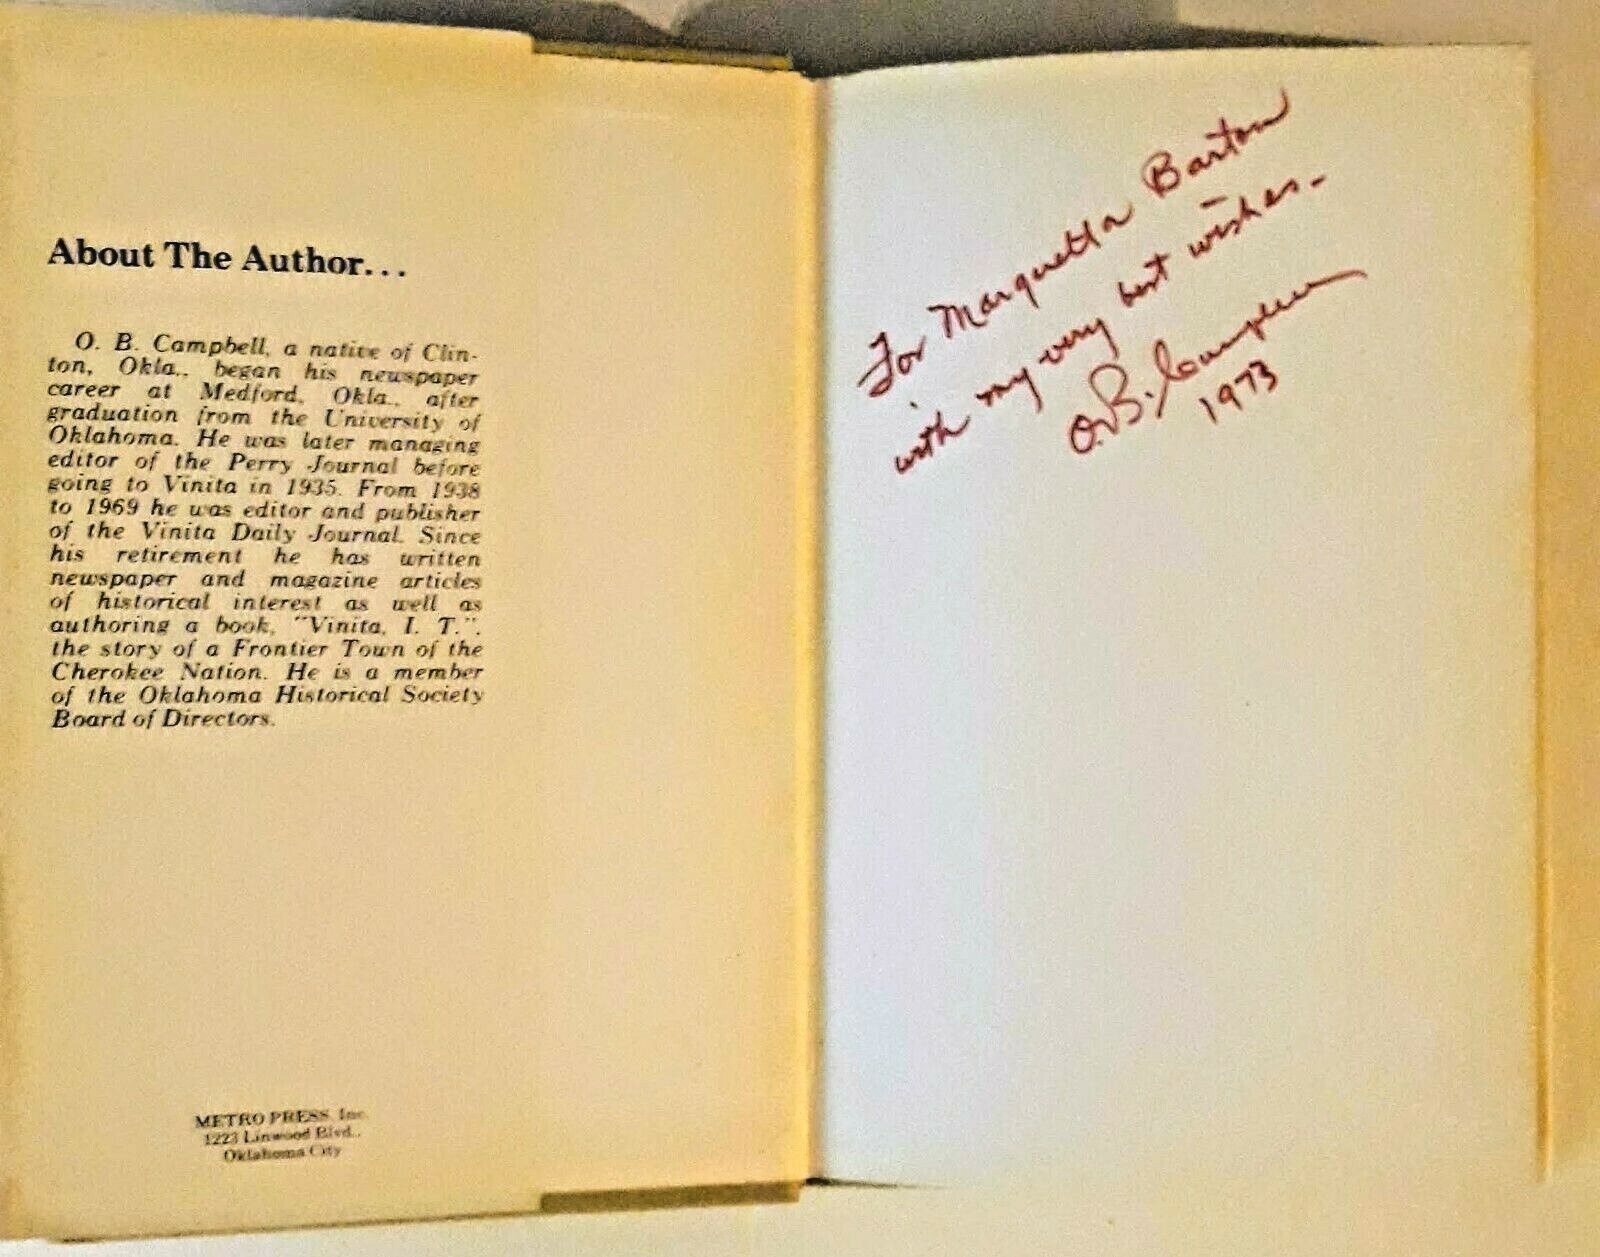 About The Author...
O. B. Campbell, a native of Clin-
ton, Okla., began his newspaper
career at Medford, Okla., after
graduation from the University of
Oklahoma. He was later managing
editor of the Perry Journal before
going to Vinita in 1935. From 1938
to 1969 he was editor and publisher
of the Vinita Daily Journal. Since
his retirement he has written
newspaper and magazine articles
of historical interest as well as
authoring a book, "Vinita, I. T.",
the story of a Frontier Town of the
Cherokee Nation. He is a member
of the Oklahoma Historical Society
Board of Directors.
METRO PRESS, Inc.
1223 Linwood Blvd.,
Oklahoma City
For Marquetta Barton
with my very best wishes-
O.B. Campbell
1973